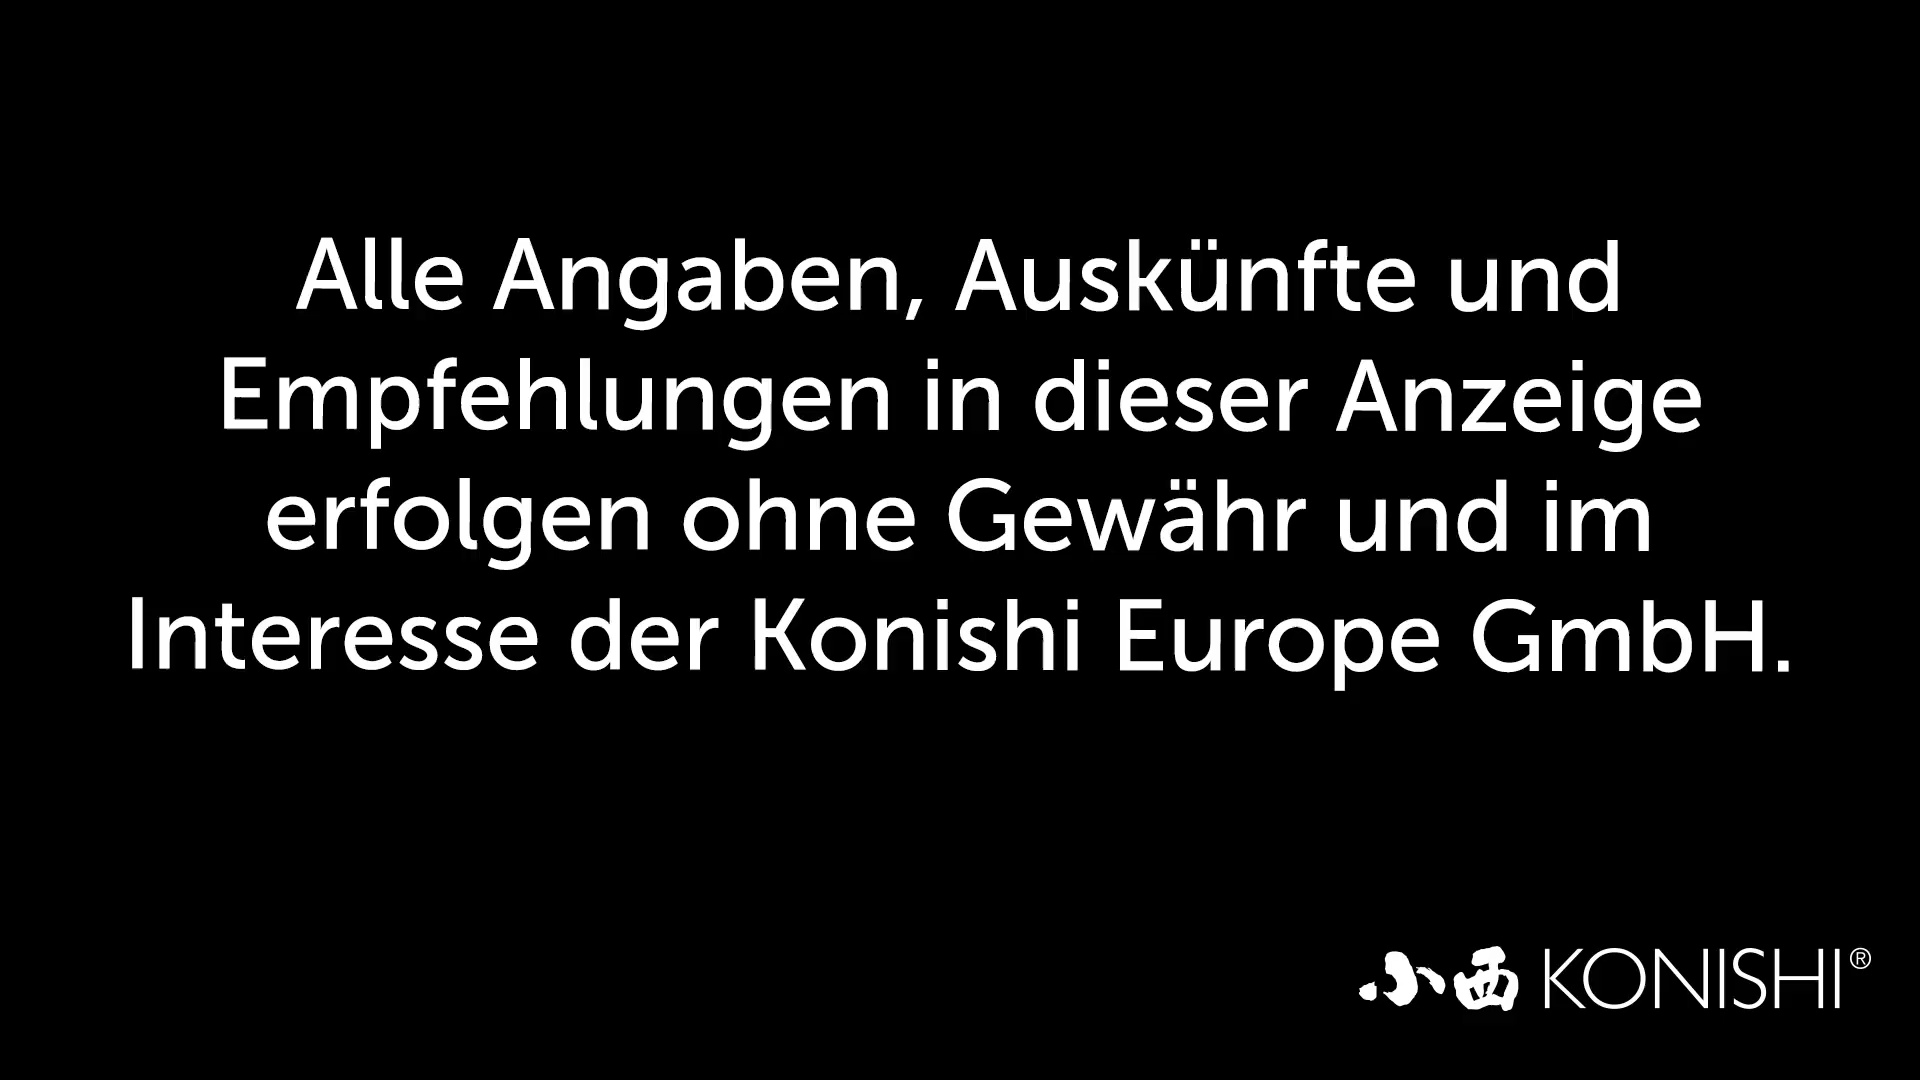 Alle Angaben, Auskünfte und
Empfehlungen in dieser Anzeige
erfolgen ohne Gewähr und im
Interesse der Konishi Europe GmbH.
小西 KONISHI®